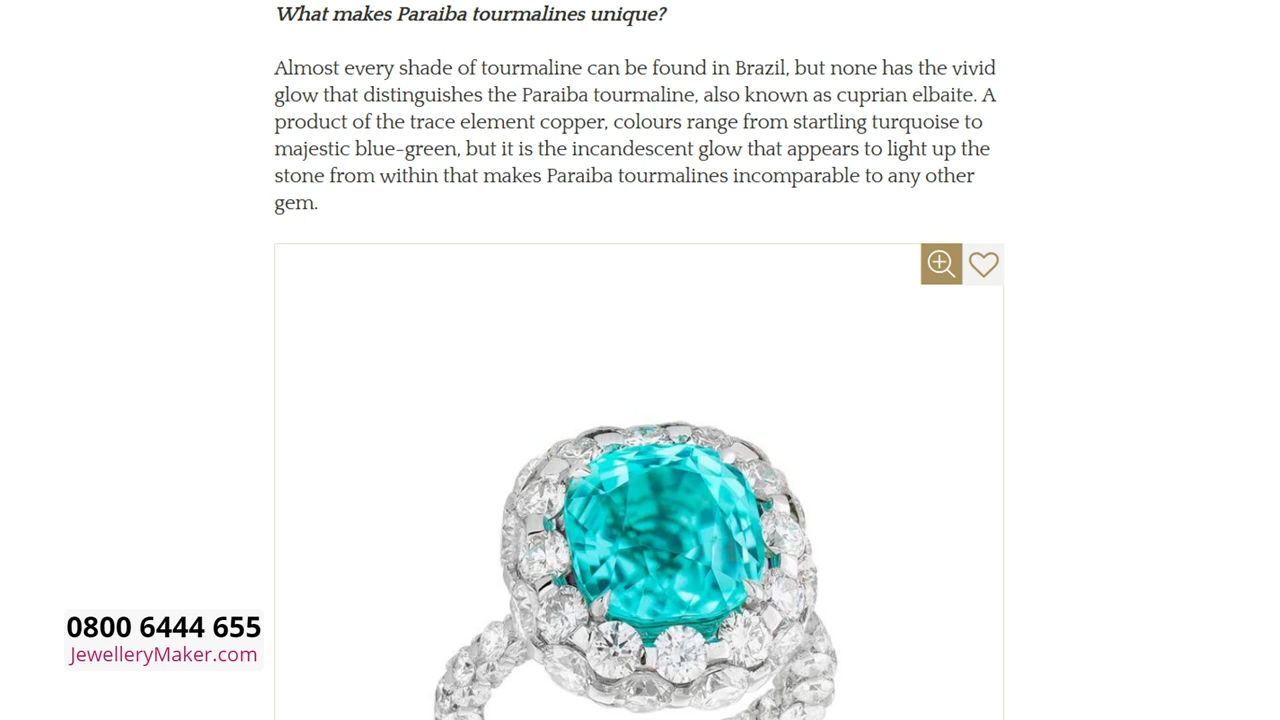 What makes Paraiba tourmalines unique?
Almost every shade of tourmaline can be found in Brazil, but none has the vivid
glow that distinguishes the Paraiba tourmaline, also known as cuprian elbaite. A
product of the trace element copper, colours range from startling turquoise to
majestic blue-green, but it is the incandescent glow that appears to light up the
stone from within that makes Paraiba tourmalines incomparable to any other
gem.
0800 6444 655
JewelleryMaker.com